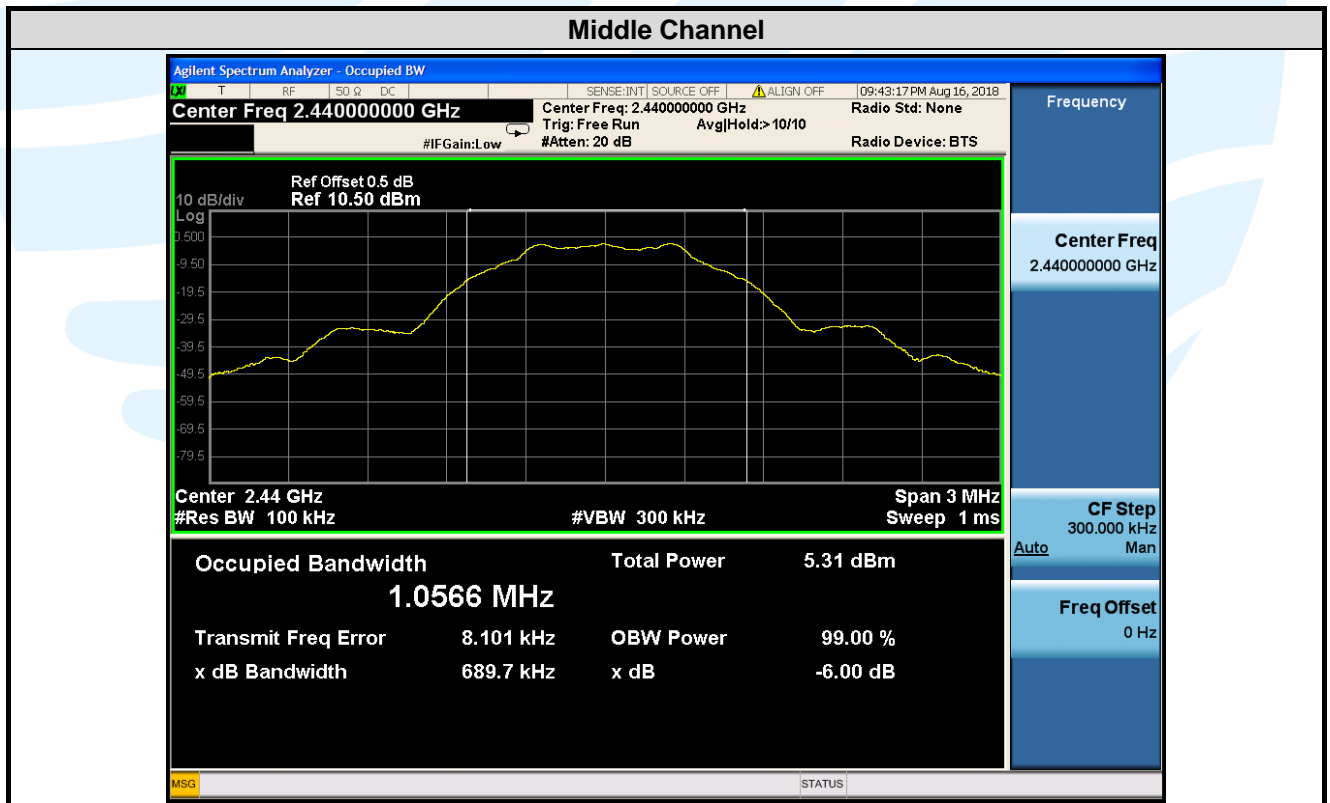 Middle Channel
Agilent Spectrum Analyzer - Occupied BW
LXI T RF 50 Ω DC SENSE:INT SOURCE OFF ALIGN OFF 09:43:17 PM Aug 16, 2018
Center Freq 2.440000000 GHz
#IFGain:Low
Center Freq: 2.440000000 GHz
Trig: Free Run Avg|Hold:>10/10
#Atten: 20 dB
Radio Std: None
Radio Device: BTS
Ref Offset 0.5 dB
10 dB/div Ref 10.50 dBm
Log
0.500
-9.50
-19.5
-29.5
-39.5
-49.5
-59.5
-69.5
-79.5
Center 2.44 GHz Span 3 MHz
#Res BW 100 kHz #VBW 300 kHz Sweep 1 ms
Occupied Bandwidth Total Power 5.31 dBm
1.0566 MHz
Transmit Freq Error 8.101 kHz OBW Power 99.00 %
x dB Bandwidth 689.7 kHz x dB -6.00 dB
Frequency
Center Freq
2.440000000 GHz
CF Step
300.000 kHz
Auto Man
Freq Offset
0 Hz
MSG STATUS